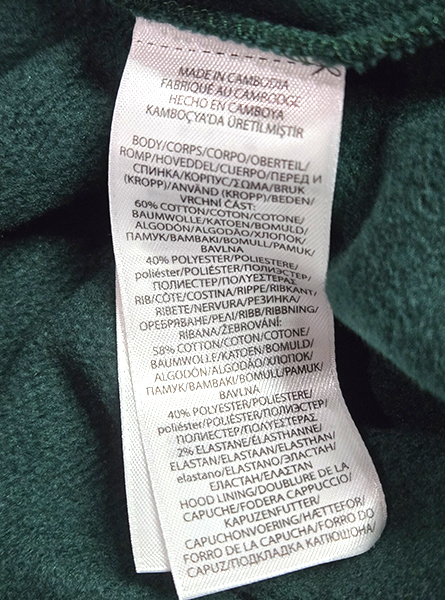 MADE IN CAMBODIA
FABRIQUÉ AU CAMBODGE
HECHO EN CAMBOYA
KAMBOÇYA'DA ÜRETİLMİŞTİR
BODY/CORPS/CORPO/OBERTEIL/
ROMP/HOVEDDEL/CUERPO/ПЕРЕД И
СПИНКА/КОРПУС/ΣΩΜΑ/BRUK
(KROPP)/ANVÄND (KROPP)/BEDEN/
VRCHNÍ ČÁST:
60% COTTON/COTON/COTONE/
BAUMWOLLE/KATOEN/BOMULD/
ALGODÓN/ALGODÃO/ХЛОПОК/
ПАМУК/BAMBAKI/BOMULL/PAMUK/
BAVLNA
40% POLYESTER/POLIESTERE/
poliéster/POLIÉSTER/ПОЛИЭСТЕР/
ПОЛИЕСТЕР/ΠΟΛΥΕΣΤΕΡΑΣ
RIB/CÔTE/COSTINA/RIPPE/RIBKANT/
RIBETE/NERVURA/РЕЗИНКА/
ОРЕБРЯВАНЕ/ΡΕΛΙ/RIBB/RIBBNING/
RİBANA/ŽEBROVÁNÍ:
58% COTTON/COTON/COTONE/
BAUMWOLLE/KATOEN/BOMULD/
ALGODÓN/ALGODÃO/ХЛОПОК/
ПАМУК/BAMBAKI/BOMULL/PAMUK/
BAVLNA
40% POLYESTER/POLIESTERE/
poliéster/POLIÉSTER/ПОЛИЭСТЕР/
ПОЛИЕСТЕР/ΠΟΛΥΕΣΤΕΡΑΣ
2% ELASTANE/ÉLASTHANNE/
ELASTAN/ELASTAAN/ELASTHAN/
elastano/ELASTANO/ЭЛАСТАН/
ЕЛАСТАН/ΕΛΑΣΤΑΝ
HOOD LINING/DOUBLURE DE LA
CAPUCHE/FODERA CAPPUCCIO/
KAPUZENFUTTER/
CAPUCHONVOERING/HÆTTEFOR/
FORRO DE LA CAPUCHA/FORRO DO
CAPUZ/ПОДКЛАДКА КАПЮШОНА/